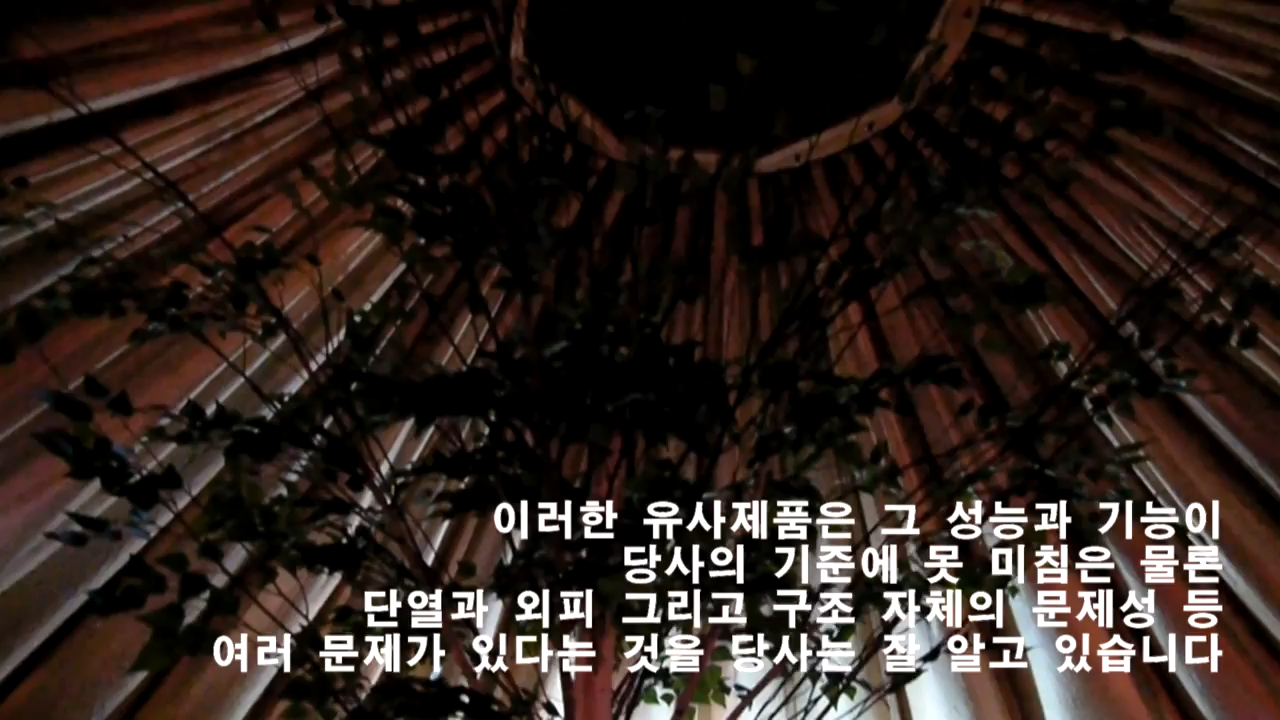 이러한 유사제품은 그 성능과 기능이
당사의 기준에 못 미침은 물론
단열과 외피 그리고 구조 자체의 문제성 등
여러 문제가 있다는 것을 당사는 잘 알고 있습니다